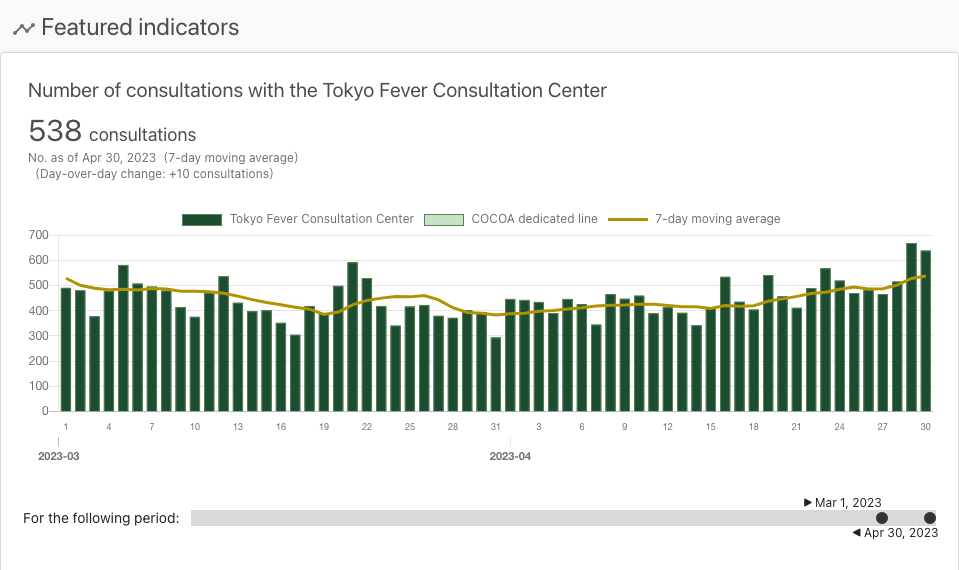 Featured indicators
Number of consultations with the Tokyo Fever Consultation Center
538 consultations
No. as of Apr 30, 2023 (7-day moving average)
(Day-over-day change: +10 consultations)
Tokyo Fever Consultation Center COCOA dedicated line 7-day moving average
700
600
500
400
300
200
100
0
1 4 7 10 13 16 19 22 25 28 31 3 6 9 12 15 18 21 24 27 30
2023-03 2023-04
▶ Mar 1, 2023
For the following period:
◀ Apr 30, 2023